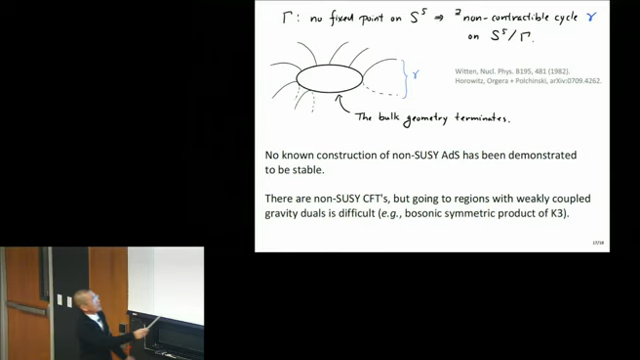 Γ : no fixed point on S⁵ ⇒ ∃ non-contractible cycle γ
on S⁵/Γ.
γ
Witten, Nucl. Phys. B195, 481 (1982).
Horowitz, Orgera + Polchinski, arXiv:0709.4262.
The bulk geometry terminates.
No known construction of non-SUSY AdS has been demonstrated
to be stable.
There are non-SUSY CFT's, but going to regions with weakly coupled
gravity duals is difficult (e.g., bosonic symmetric product of K3).